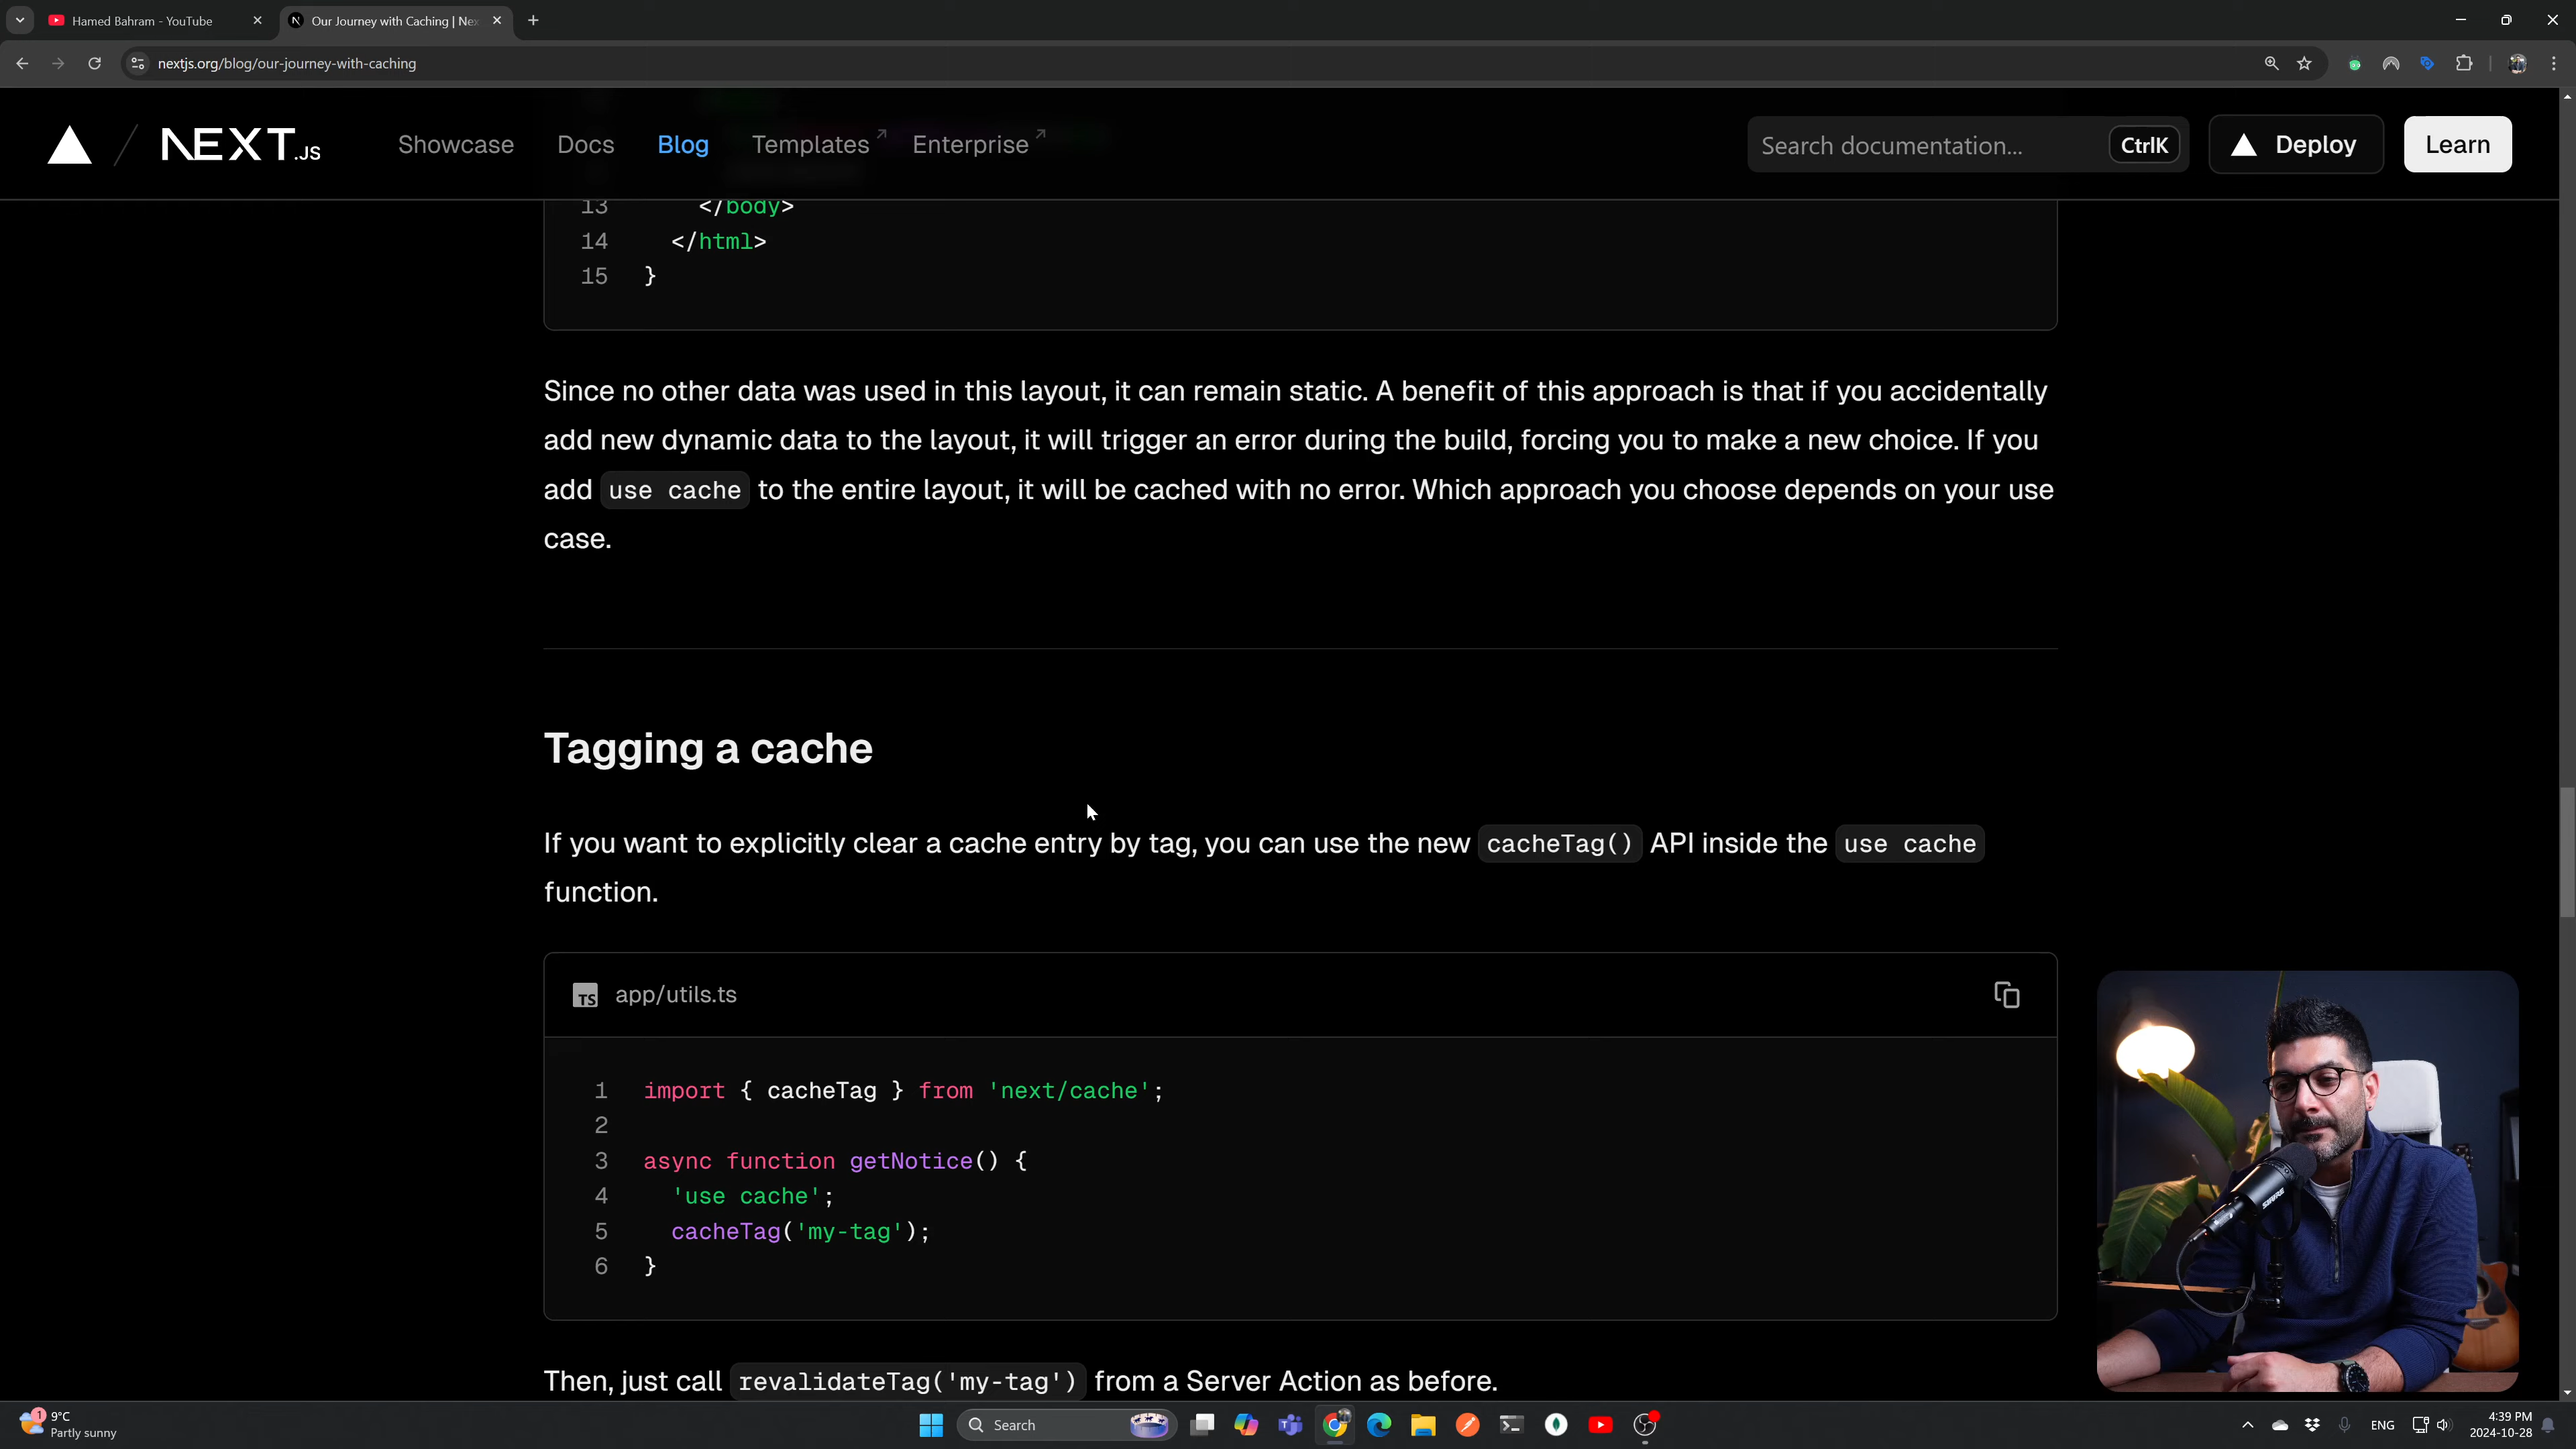 Hamed Bahram - YouTube
Our Journey with Caching | Nex
nextjs.org/blog/our-journey-with-caching
NEXT.JS
Showcase
Docs
Blog
Templates
Enterprise
Search documentation...
CtrlK
Deploy
Learn
13 </body>
14 </html>
15 }
Since no other data was used in this layout, it can remain static. A benefit of this approach is that if you accidentally
add new dynamic data to the layout, it will trigger an error during the build, forcing you to make a new choice. If you
add use cache to the entire layout, it will be cached with no error. Which approach you choose depends on your use
case.
Tagging a cache
If you want to explicitly clear a cache entry by tag, you can use the new cacheTag() API inside the use cache
function.
TS app/utils.ts
1 import { cacheTag } from 'next/cache';
2
3 async function getNotice() {
4 'use cache';
5 cacheTag('my-tag');
6 }
Then, just call revalidateTag('my-tag') from a Server Action as before.
SHURE
1
9°C
Partly sunny
Search
ENG
4:39 PM
2024-10-28